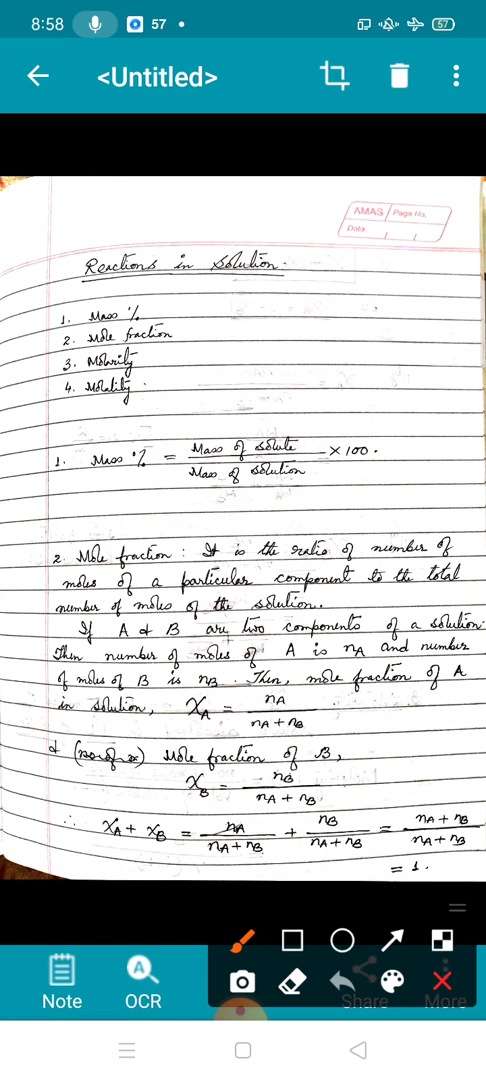 8:58 57 57
<Untitled>
AMAS Page No.
Date / /
Reactions in Solution.
1. Mass %
2. Mole fraction
3. Molarity
4. Molality.
1. Mass % = Mass of solute / Mass of solution × 100.
2. Mole fraction: It is the ratio of number of
moles of a particular component to the total
number of moles of the solution.
If A & B are two components of a solution.
Then number of moles of A is nA and number
of moles of B is nB. Then, mole fraction of A
in solution, XA = nA / nA + nB
& Mole fraction of B,
XB = nB / nA + nB
∴ XA + XB = nA / nA + nB + nB / nA + nB = nA + nB / nA + nB
= 1.
Note OCR Share More